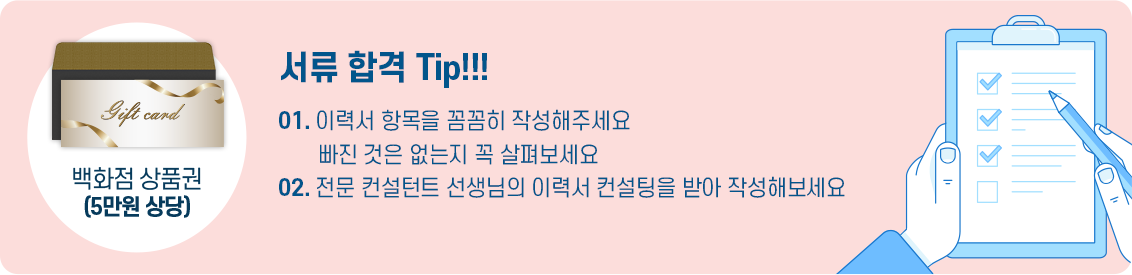 Gift card
백화점 상품권
(5만원 상당)
서류 합격 Tip!!!
01. 이력서 항목을 꼼꼼히 작성해주세요
빠진 것은 없는지 꼭 살펴보세요
02. 전문 컨설턴트 선생님의 이력서 컨설팅을 받아 작성해보세요